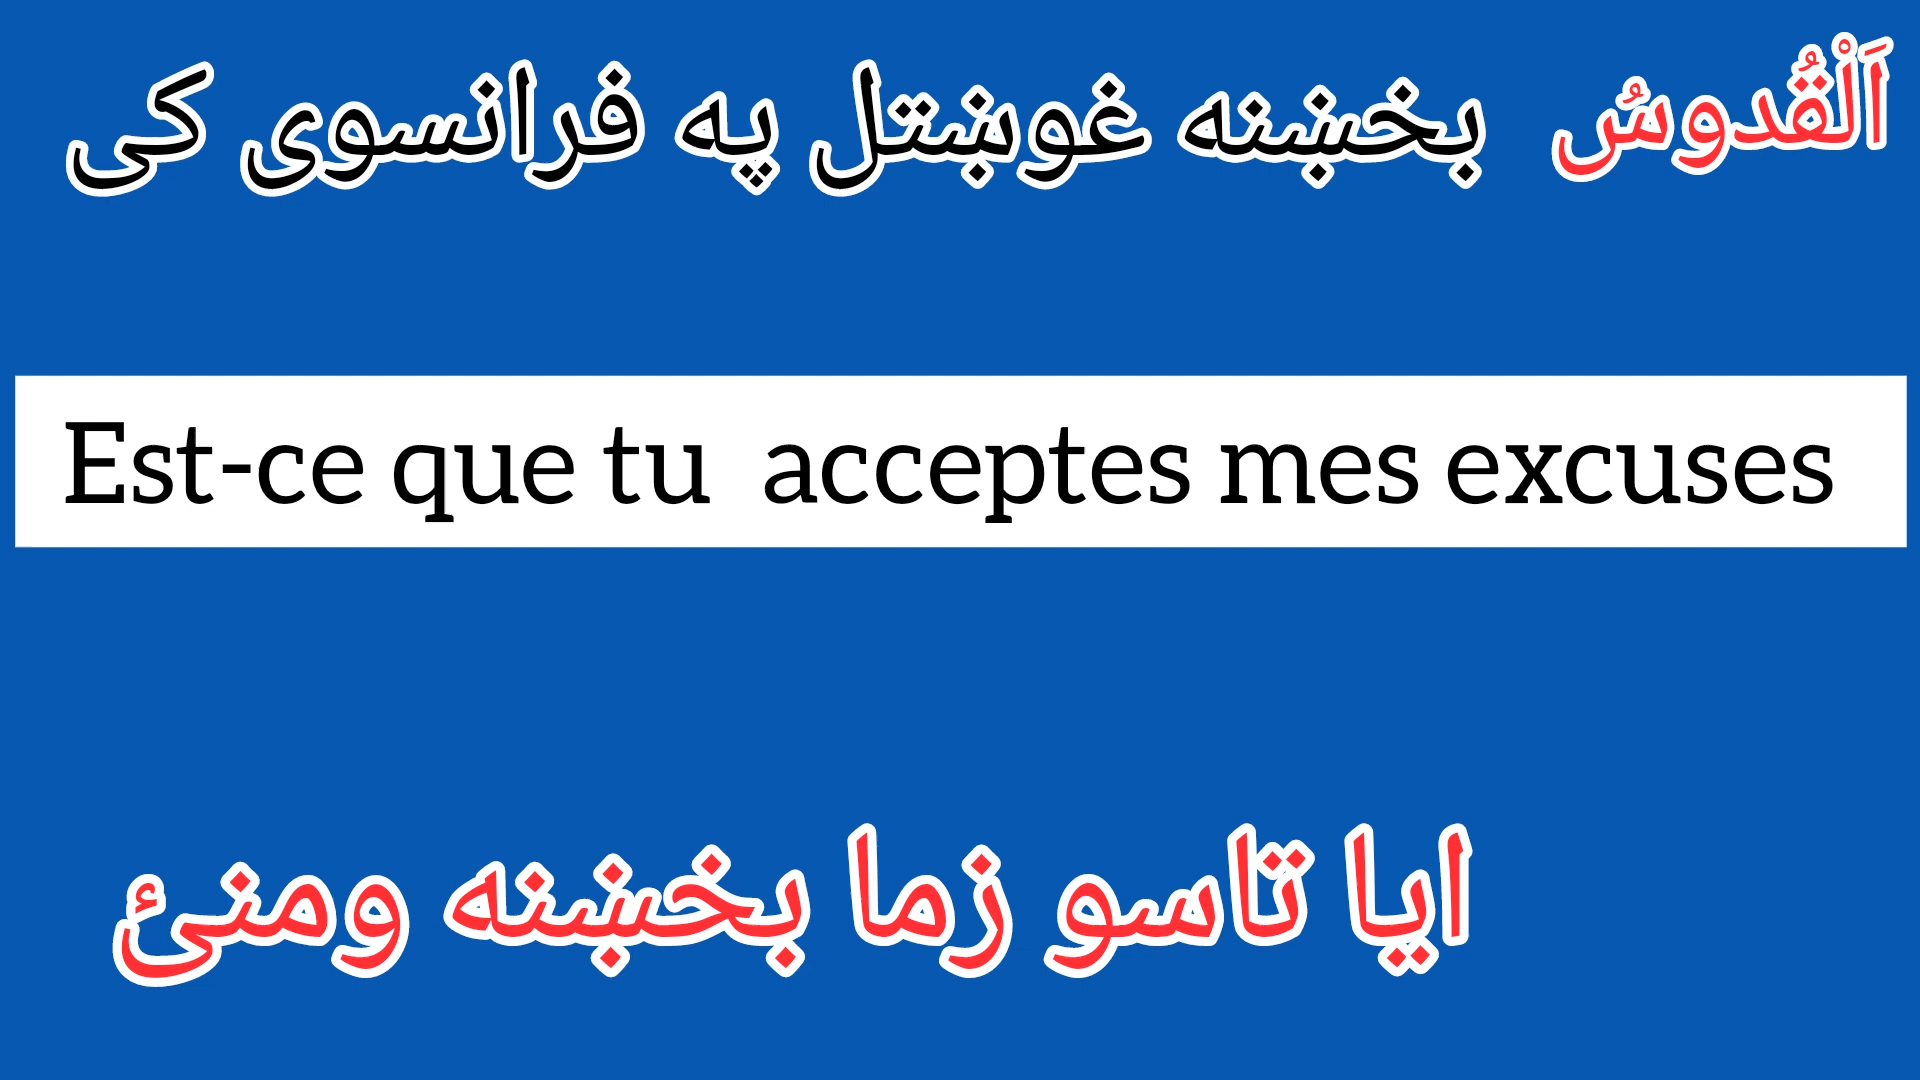 اَلْقُدوسُ بخښنه غوښتل په فرانسوی کی
Est-ce que tu acceptes mes excuses
ایا تاسو زما بخښنه ومنئ